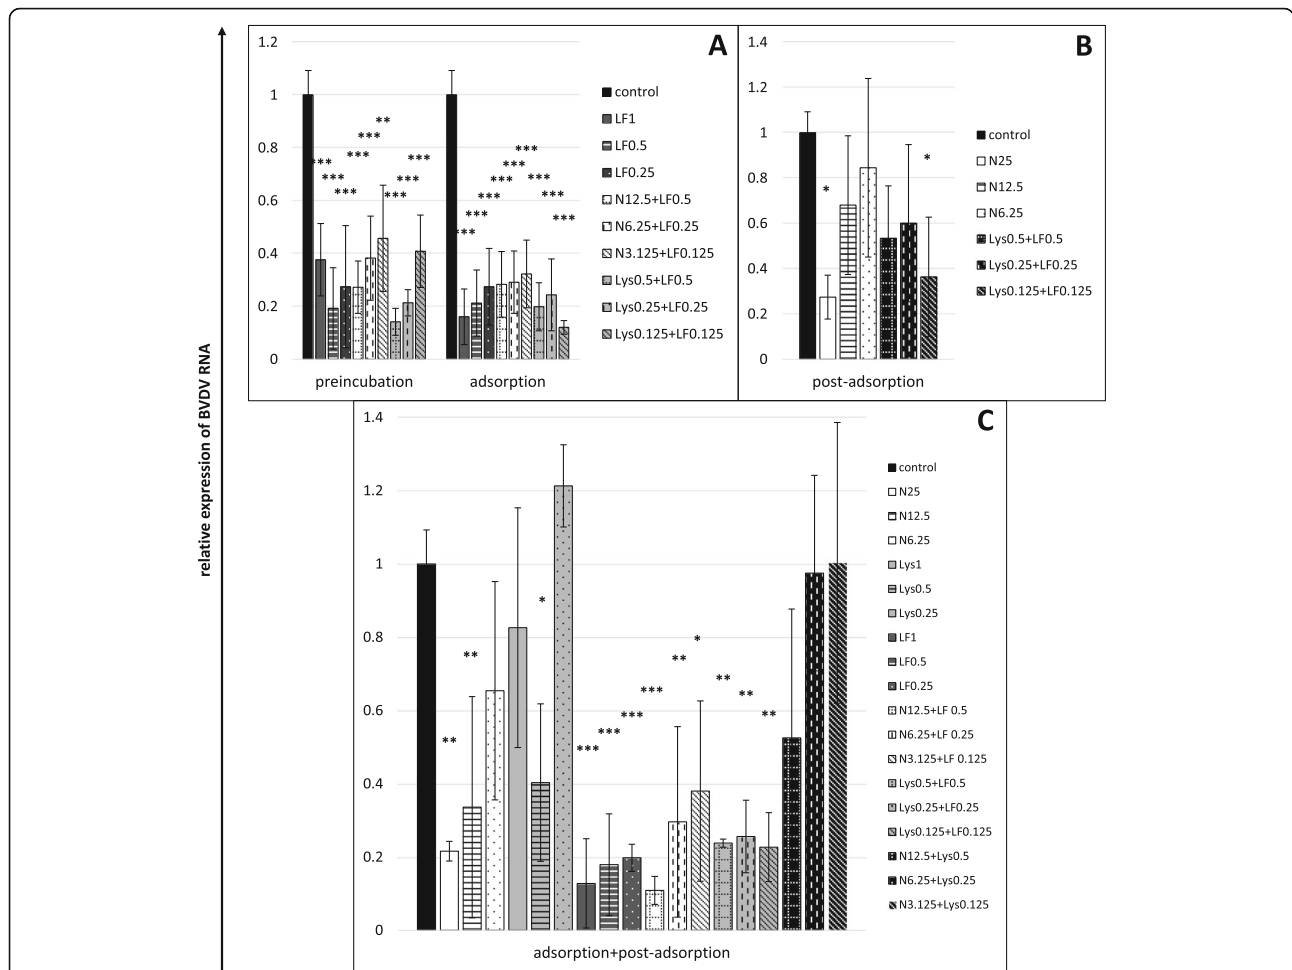 relative expression of BVDV RNA
A
1.2
1
0.8
0.6
0.4
0.2
0
*** *** *** *** *** ** *** *** ***
*** *** *** *** *** *** *** *** ***
preincubation
adsorption
control
LF1
LF0.5
LF0.25
N12.5+LF0.5
N6.25+LF0.25
N3.125+LF0.125
Lys0.5+LF0.5
Lys0.25+LF0.25
Lys0.125+LF0.125
B
1.4
1.2
1
0.8
0.6
0.4
0.2
0
* *
post-adsorption
control
N25
N12.5
N6.25
Lys0.5+LF0.5
Lys0.25+LF0.25
Lys0.125+LF0.125
C
1.4
1.2
1
0.8
0.6
0.4
0.2
0
** ** * *** *** *** *** ** * ** ** **
adsorption+post-adsorption
control
N25
N12.5
N6.25
Lys1
Lys0.5
Lys0.25
LF1
LF0.5
LF0.25
N12.5+LF 0.5
N6.25+LF 0.25
N3.125+LF 0.125
Lys0.5+LF0.5
Lys0.25+LF0.25
Lys0.125+LF0.125
N12.5+Lys0.5
N6.25+Lys0.25
N3.125+Lys0.125